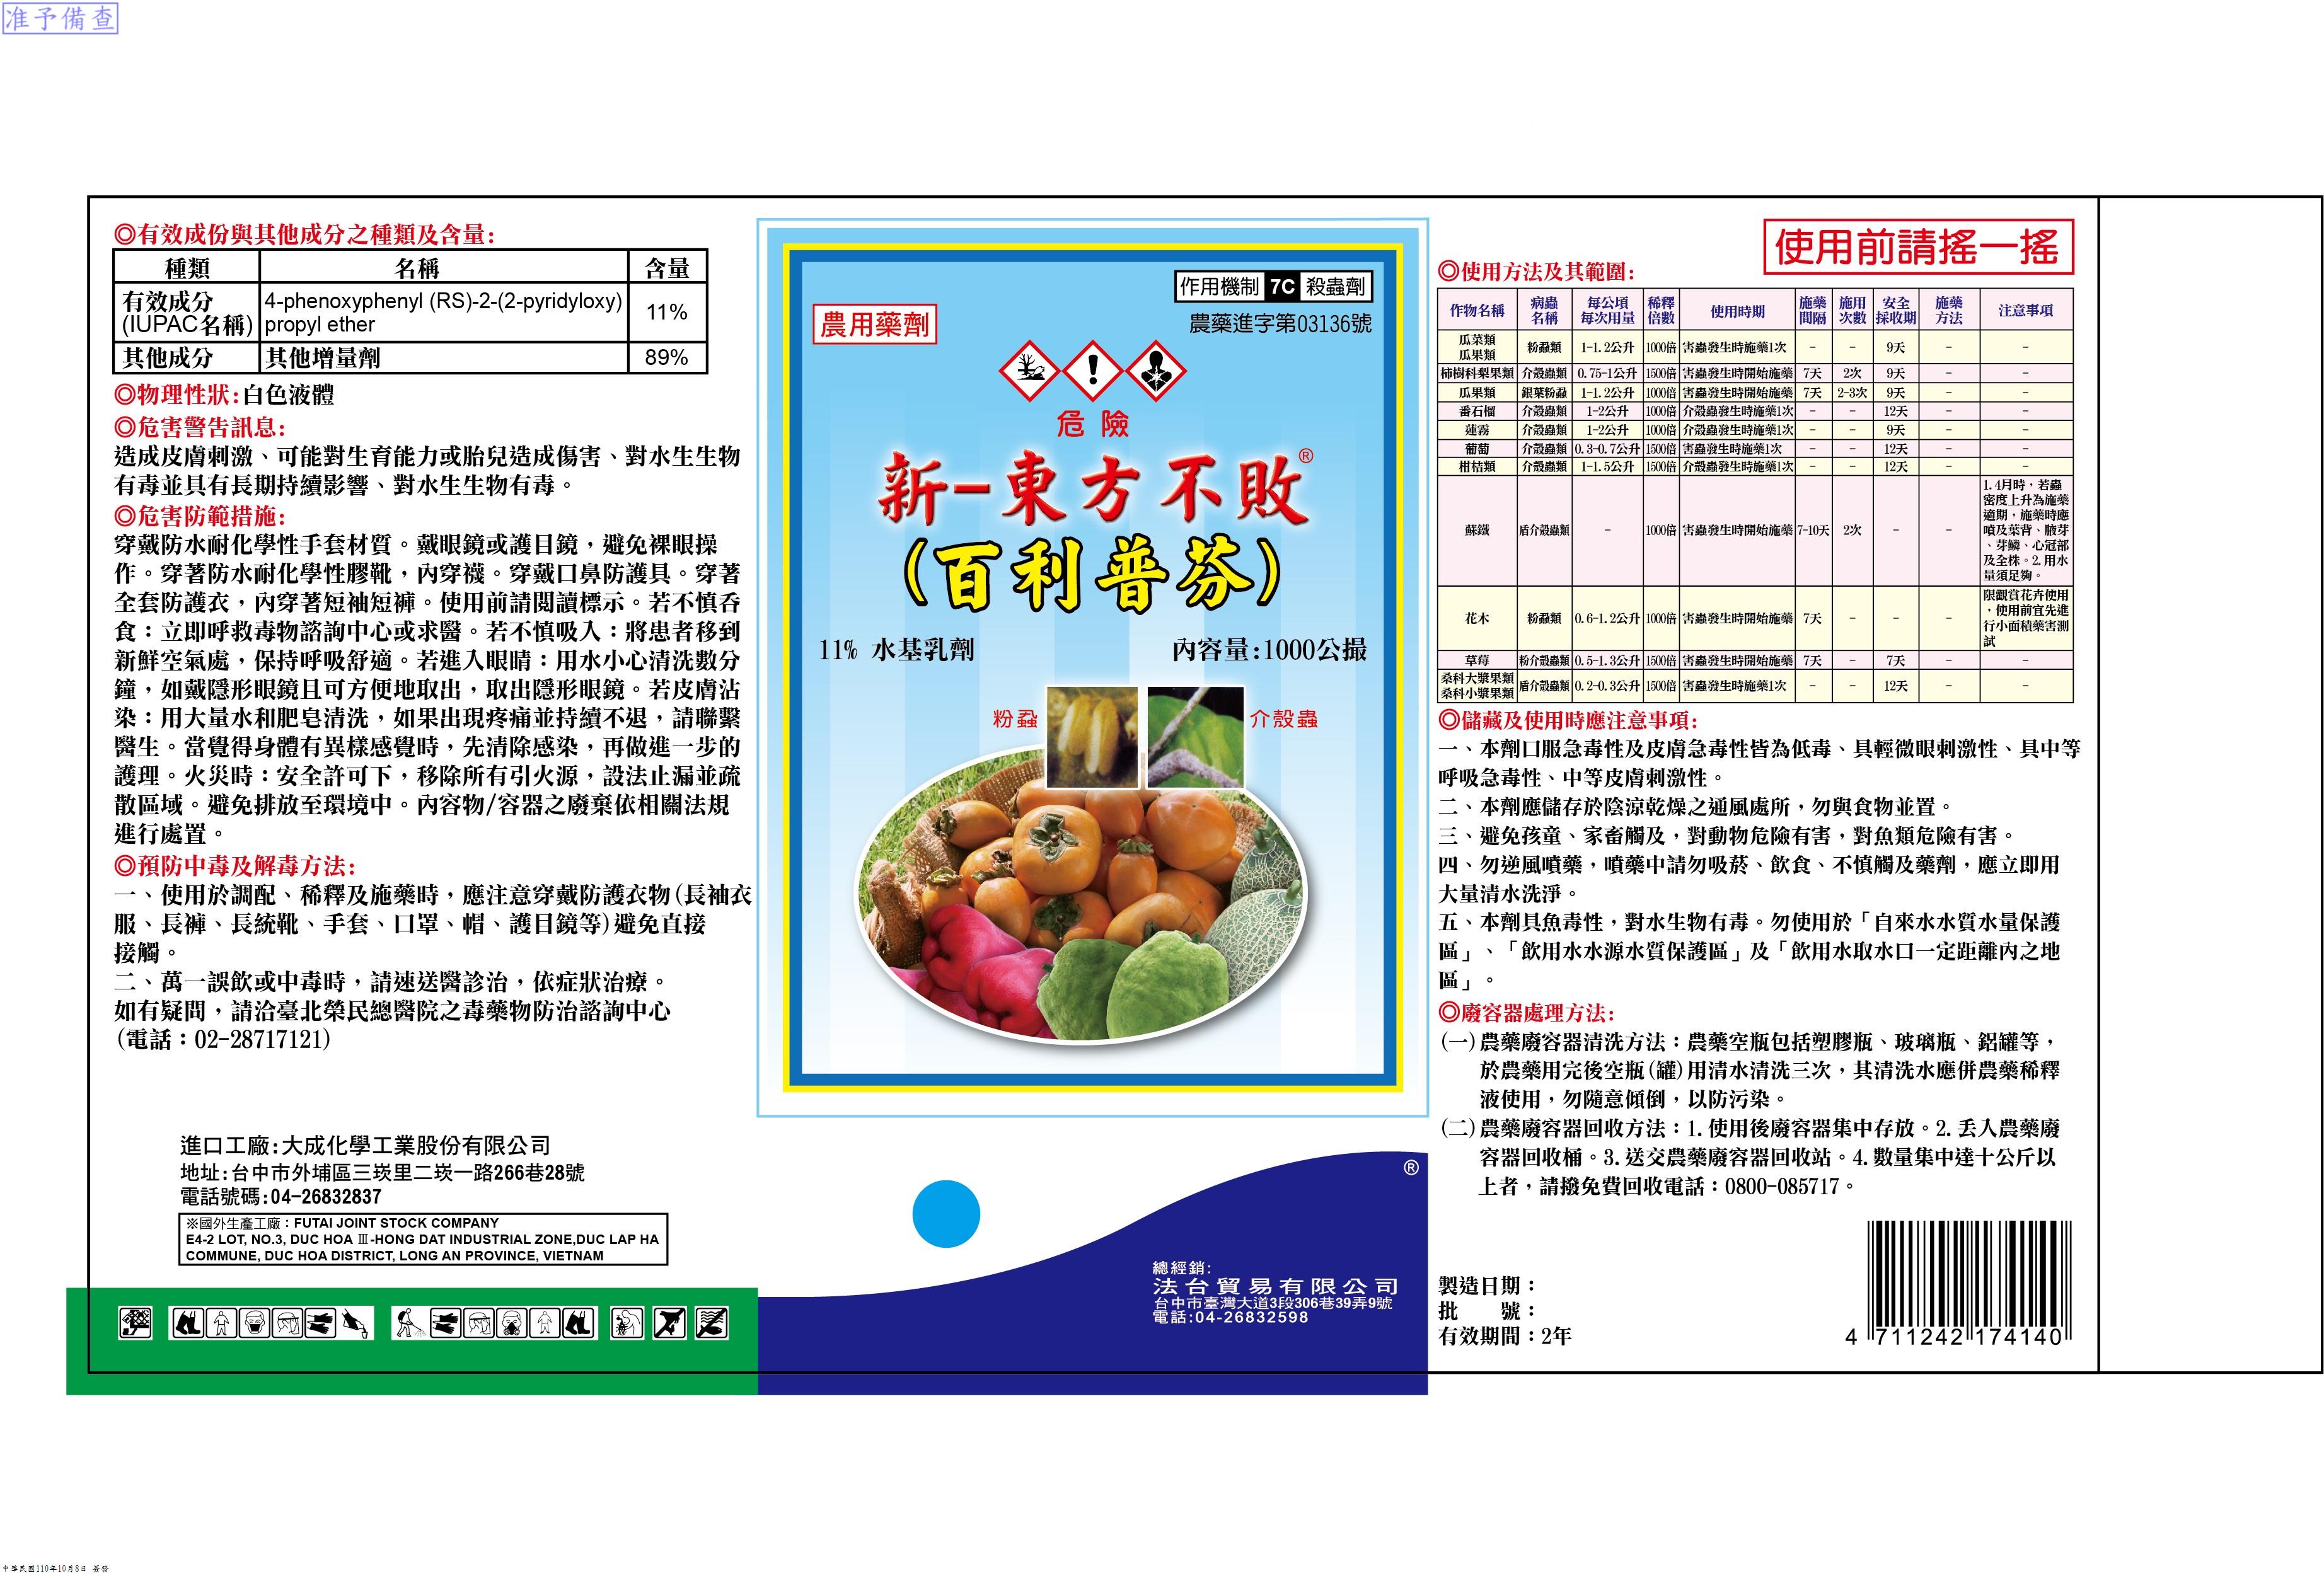 准予備查
◎有效成份與其他成分之種類及含量:
種類 名稱 含量
有效成分
(IUPAC名稱)
4-phenoxyphenyl (RS)-2-(2-pyridyloxy)
propyl ether
11%
其他成分 其他增量劑 89%
◎物理性狀:白色液體
◎危害警告訊息:
造成皮膚刺激、可能對生育能力或胎兒造成傷害、對水生生物
有毒並具有長期持續影響、對水生生物有毒。
◎危害防範措施:
穿戴防水耐化學性手套材質。戴眼鏡或護目鏡，避免裸眼操
作。穿著防水耐化學性膠靴，內穿襪。穿戴口鼻防護具。穿著
全套防護衣，內穿著短袖短褲。使用前請閱讀標示。若不慎吞
食：立即呼救毒物諮詢中心或求醫。若不慎吸入：將患者移到
新鮮空氣處，保持呼吸舒適。若進入眼睛：用水小心清洗數分
鐘，如戴隱形眼鏡且可方便地取出，取出隱形眼鏡。若皮膚沾
染：用大量水和肥皂清洗，如果出現疼痛並持續不退，請聯繫
醫生。當覺得身體有異樣感覺時，先清除感染，再做進一步的
護理。火災時：安全許可下，移除所有引火源，設法止漏並疏
散區域。避免排放至環境中。內容物/容器之廢棄依相關法規
進行處置。
◎預防中毒及解毒方法:
一、使用於調配、稀釋及施藥時，應注意穿戴防護衣物(長袖衣
服、長褲、長統靴、手套、口罩、帽、護目鏡等)避免直接
接觸。
二、萬一誤飲或中毒時，請速送醫診治，依症狀治療。
如有疑問，請洽臺北榮民總醫院之毒藥物防治諮詢中心
(電話：02-28717121)
進口工廠:大成化學工業股份有限公司
地址:台中市外埔區三崁里二崁一路266巷28號
電話號碼:04-26832837
※國外生產工廠：FUTAI JOINT STOCK COMPANY
E4-2 LOT, NO.3, DUC HOA Ⅲ-HONG DAT INDUSTRIAL ZONE,DUC LAP HA
COMMUNE, DUC HOA DISTRICT, LONG AN PROVINCE, VIETNAM
作用機制 7C 殺蟲劑
農用藥劑
農藥進字第03136號
危險
新-東方不敗®
(百利普芬)
11% 水基乳劑 內容量:1000公撮
粉蝨 介殼蟲
®
總經銷:
法台貿易有限公司
台中市臺灣大道3段306巷39弄9號
電話:04-26832598
使用前請搖一搖
◎使用方法及其範圍:
作物名稱 病蟲名稱 每公頃每次用量 稀釋倍數 使用時期 施藥間隔 施用次數 安全採收期 施藥方法 注意事項
瓜菜類 瓜果類 粉蝨類 1-1.2公升 1000倍 害蟲發生時施藥1次 - - 9天 - -
柿樹科梨果類 介殼蟲類 0.75-1公升 1500倍 害蟲發生時開始施藥 7天 2次 9天 - -
瓜果類 銀葉粉蝨 1-1.2公升 1000倍 害蟲發生時開始施藥 7天 2-3次 9天 - -
番石榴 介殼蟲類 1-2公升 1000倍 介殼蟲發生時施藥1次 - - 12天 - -
蓮霧 介殼蟲類 1-2公升 1000倍 介殼蟲發生時施藥1次 - - 9天 - -
葡萄 介殼蟲類 0.3-0.7公升 1500倍 害蟲發生時施藥1次 - - 12天 - -
柑桔類 介殼蟲類 1-1.5公升 1500倍 介殼蟲發生時施藥1次 - - 12天 - -
蘇鐵 盾介殼蟲類 - 1000倍 害蟲發生時開始施藥 7-10天 2次 - -
1.4月時，若蟲
密度上升為施藥
適期，施藥時應
噴及葉背、腋芽
、芽鱗、心冠部
及全株。2.用水
量須足夠。
花木 粉蝨類 0.6-1.2公升 1000倍 害蟲發生時開始施藥 7天 - - -
限觀賞花卉使用
，使用前宜先進
行小面積藥害測
試
草莓 粉介殼蟲類 0.5-1.3公升 1500倍 害蟲發生時開始施藥 7天 - 7天 - -
桑科大漿果類 桑科小漿果類 盾介殼蟲類 0.2-0.3公升 1500倍 害蟲發生時施藥1次 - - 12天 - -
◎儲藏及使用時應注意事項:
一、本劑口服急毒性及皮膚急毒性皆為低毒、具輕微眼刺激性、具中等
呼吸急毒性、中等皮膚刺激性。
二、本劑應儲存於陰涼乾燥之通風處所，勿與食物並置。
三、避免孩童、家畜觸及，對動物危險有害，對魚類危險有害。
四、勿逆風噴藥，噴藥中請勿吸菸、飲食、不慎觸及藥劑，應立即用
大量清水洗淨。
五、本劑具魚毒性，對水生物有毒。勿使用於「自來水水質水量保護
區」、「飲用水水源水質保護區」及「飲用水取水口一定距離內之地
區」。
◎廢容器處理方法:
(一)農藥廢容器清洗方法：農藥空瓶包括塑膠瓶、玻璃瓶、鋁罐等，
於農藥用完後空瓶(罐)用清水清洗三次，其清洗水應併農藥稀釋
液使用，勿隨意傾倒，以防污染。
(二)農藥廢容器回收方法：1.使用後廢容器集中存放。2.丟入農藥廢
容器回收桶。3.送交農藥廢容器回收站。4.數量集中達十公斤以
上者，請撥免費回收電話：0800-085717。
製造日期：
批 號：
有效期間：2年
4 711242 174140
中華民國110年10月8日 簽發